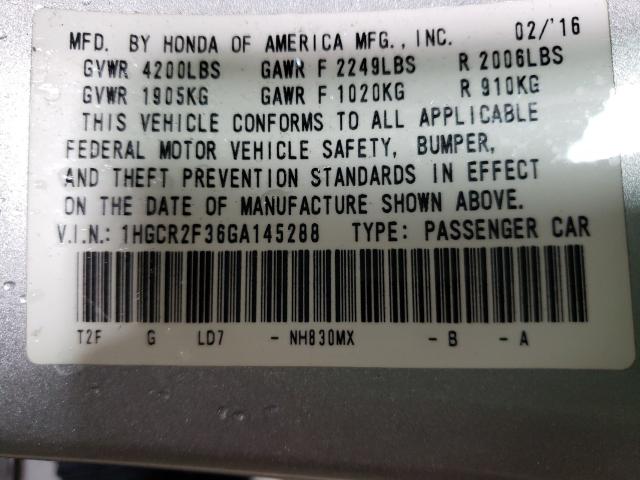 MFD. BY HONDA OF AMERICA MFG., INC. 02/'16
GVWR 4200LBS GAWR F 2249LBS R 2006LBS
GVWR 1905KG GAWR F 1020KG R 910KG
THIS VEHICLE CONFORMS TO ALL APPLICABLE
FEDERAL MOTOR VEHICLE SAFETY, BUMPER,
AND THEFT PREVENTION STANDARDS IN EFFECT
ON THE DATE OF MANUFACTURE SHOWN ABOVE.
V.I.N.: 1HGCR2F36GA145288 TYPE: PASSENGER CAR
T2F G LD7 - NH830MX - B - A